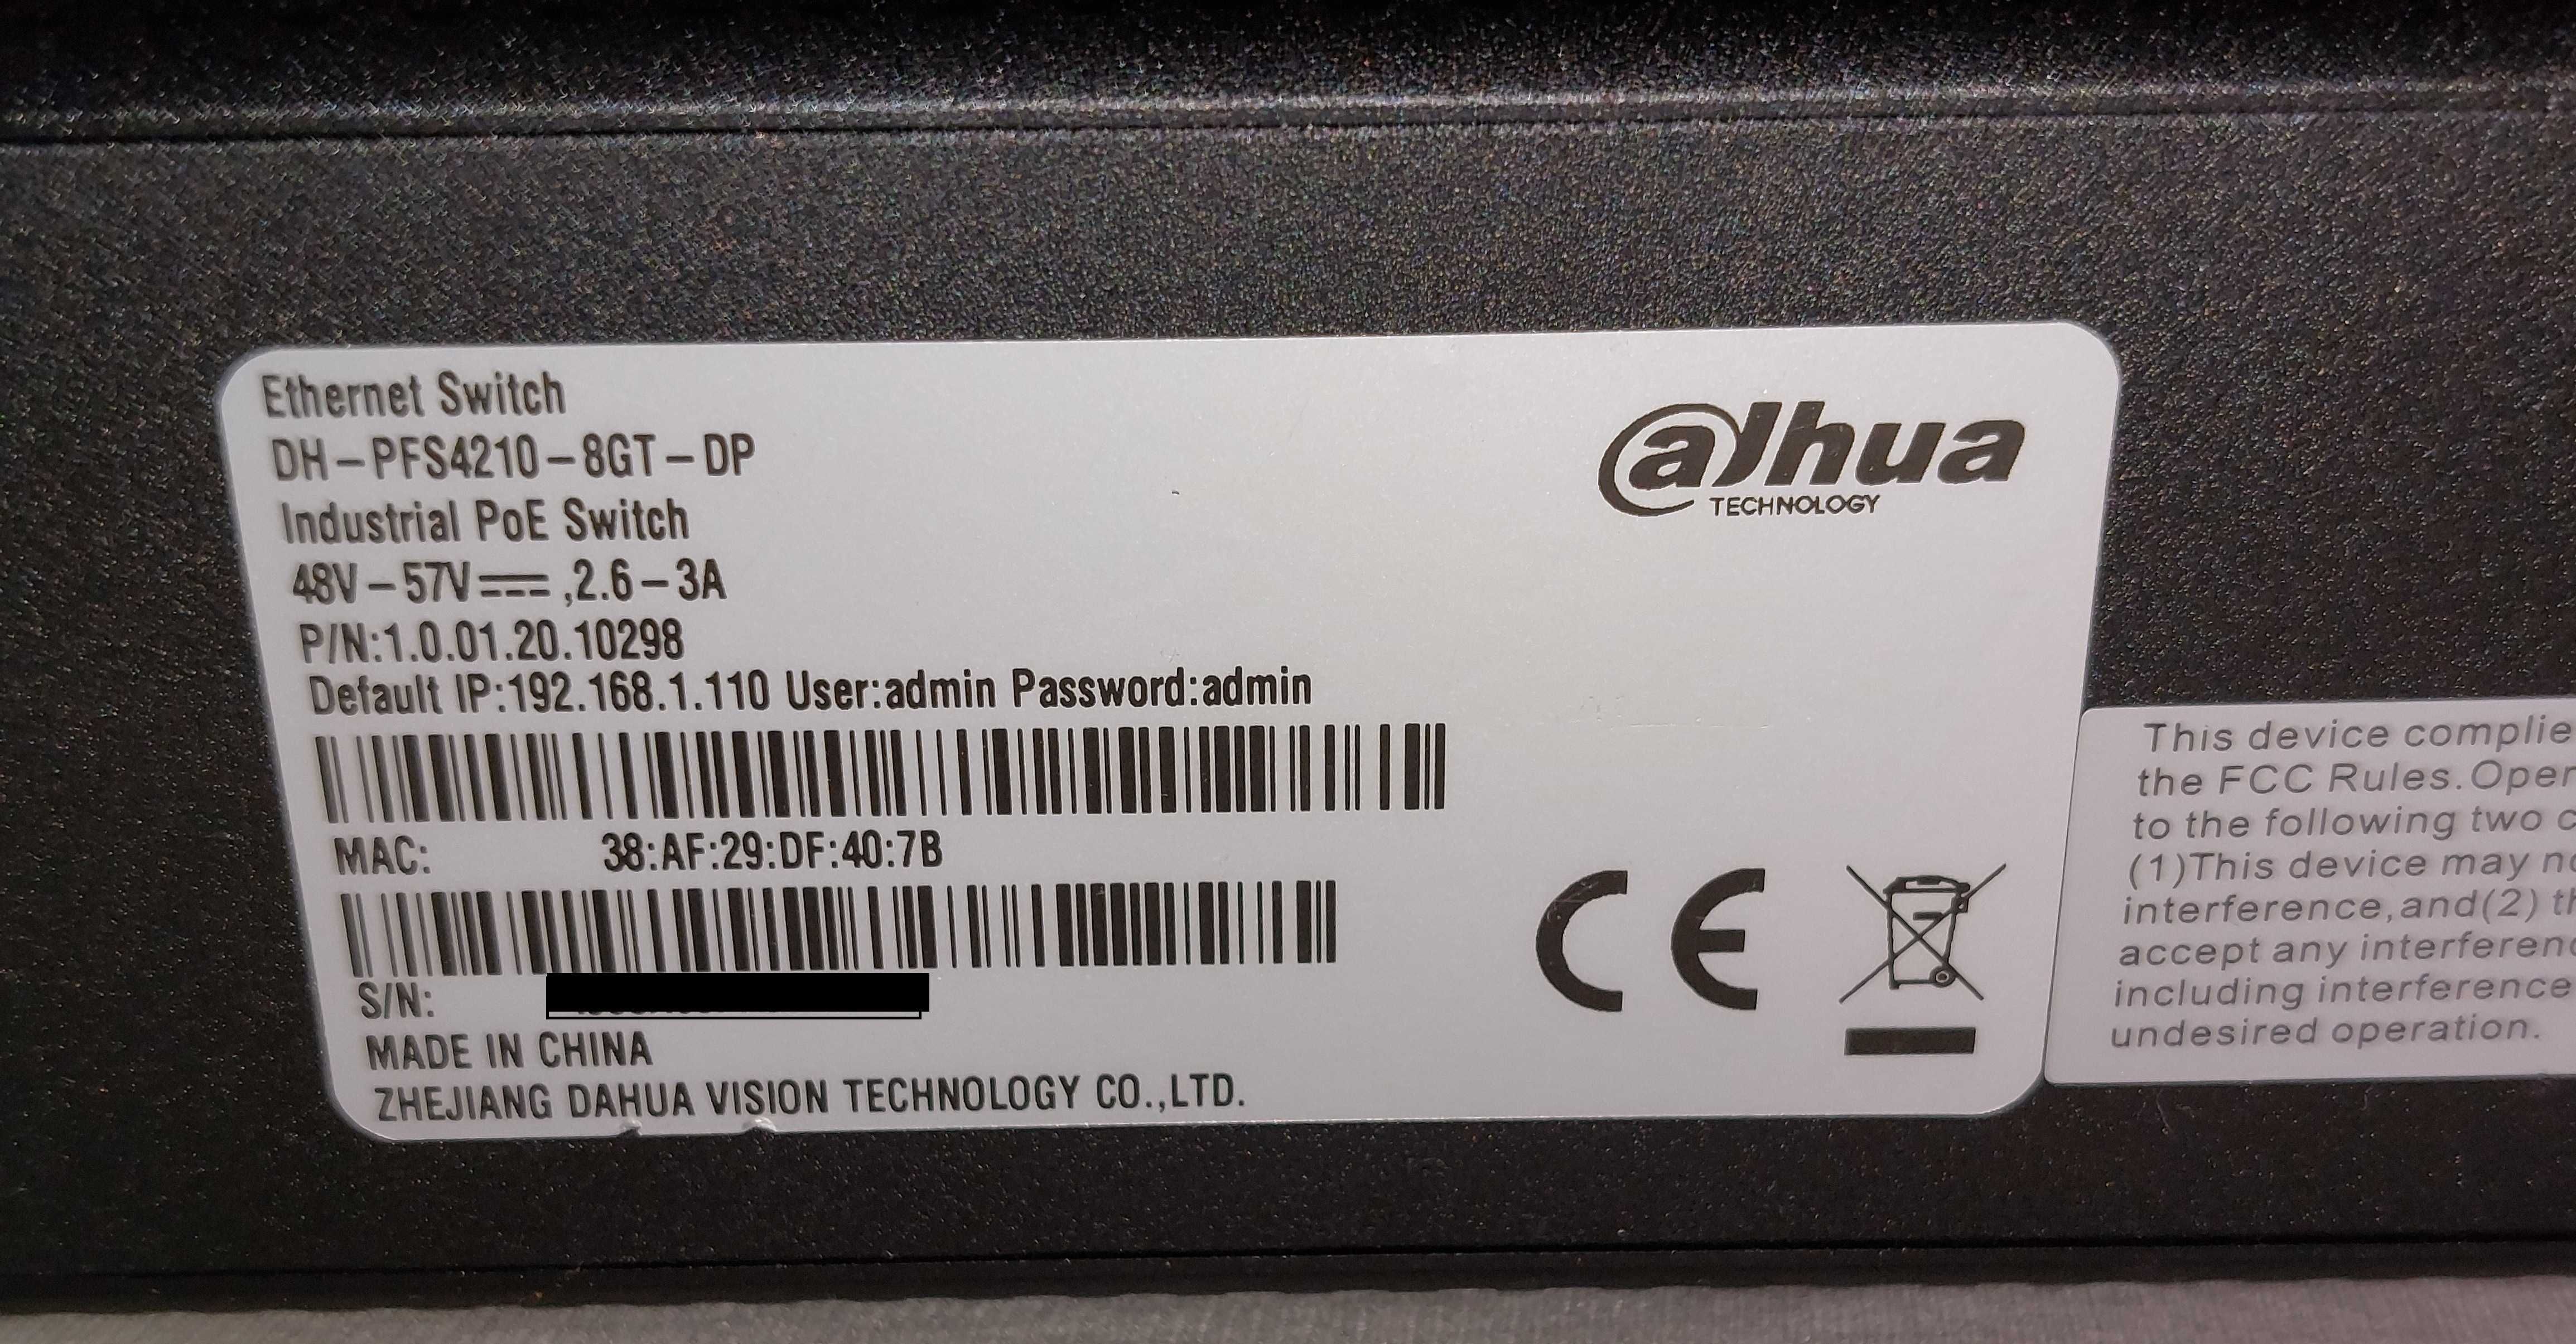 Ethernet Switch
DH-PFS4210-8GT-DP
Industrial PoE Switch
48V-57V⎓,2.6-3A
P/N:1.0.01.20.10298
Default IP:192.168.1.110 User:admin Password:admin
MAC: 38:AF:29:DF:40:7B
S/N:
MADE IN CHINA
ZHEJIANG DAHUA VISION TECHNOLOGY CO.,LTD.
alhua
TECHNOLOGY
CE
This device complie
the FCC Rules.Oper
to the following two c
(1)This device may no
interference,and(2) th
accept any interferenc
including interference
undesired operation.